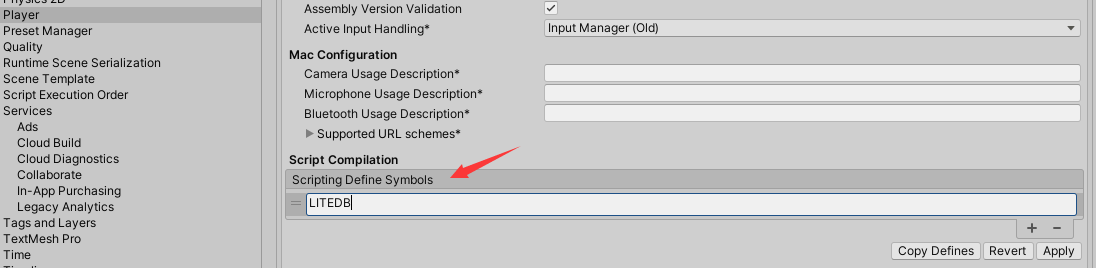 Player
Preset Manager
Quality
Runtime Scene Serialization
Scene Template
Script Execution Order
Services
Ads
Cloud Build
Cloud Diagnostics
Collaborate
In-App Purchasing
Legacy Analytics
Tags and Layers
TextMesh Pro
Time
Assembly Version Validation
Active Input Handling* Input Manager (Old)
Mac Configuration
Camera Usage Description*
Microphone Usage Description*
Bluetooth Usage Description*
Supported URL schemes*
Script Compilation
Scripting Define Symbols
LITEDB
+ −
Copy Defines Revert Apply